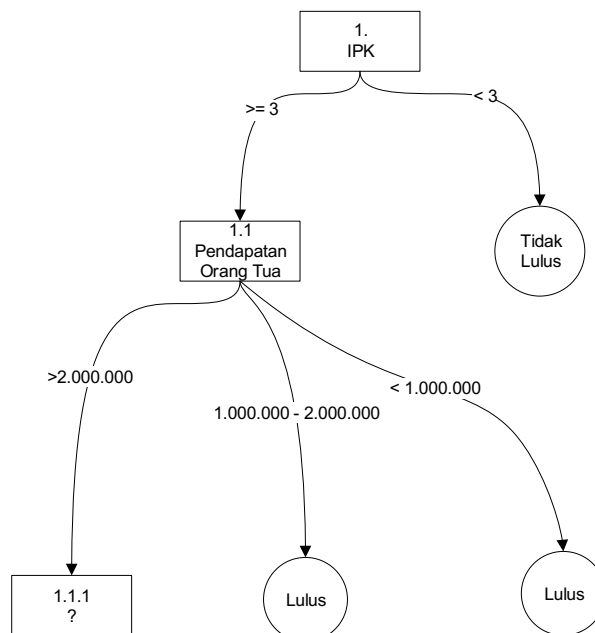 1.
IPK
>= 3
< 3
1.1
Pendapatan
Orang Tua
Tidak
Lulus
>2.000.000
1.000.000 - 2.000.000
< 1.000.000
1.1.1
?
Lulus
Lulus